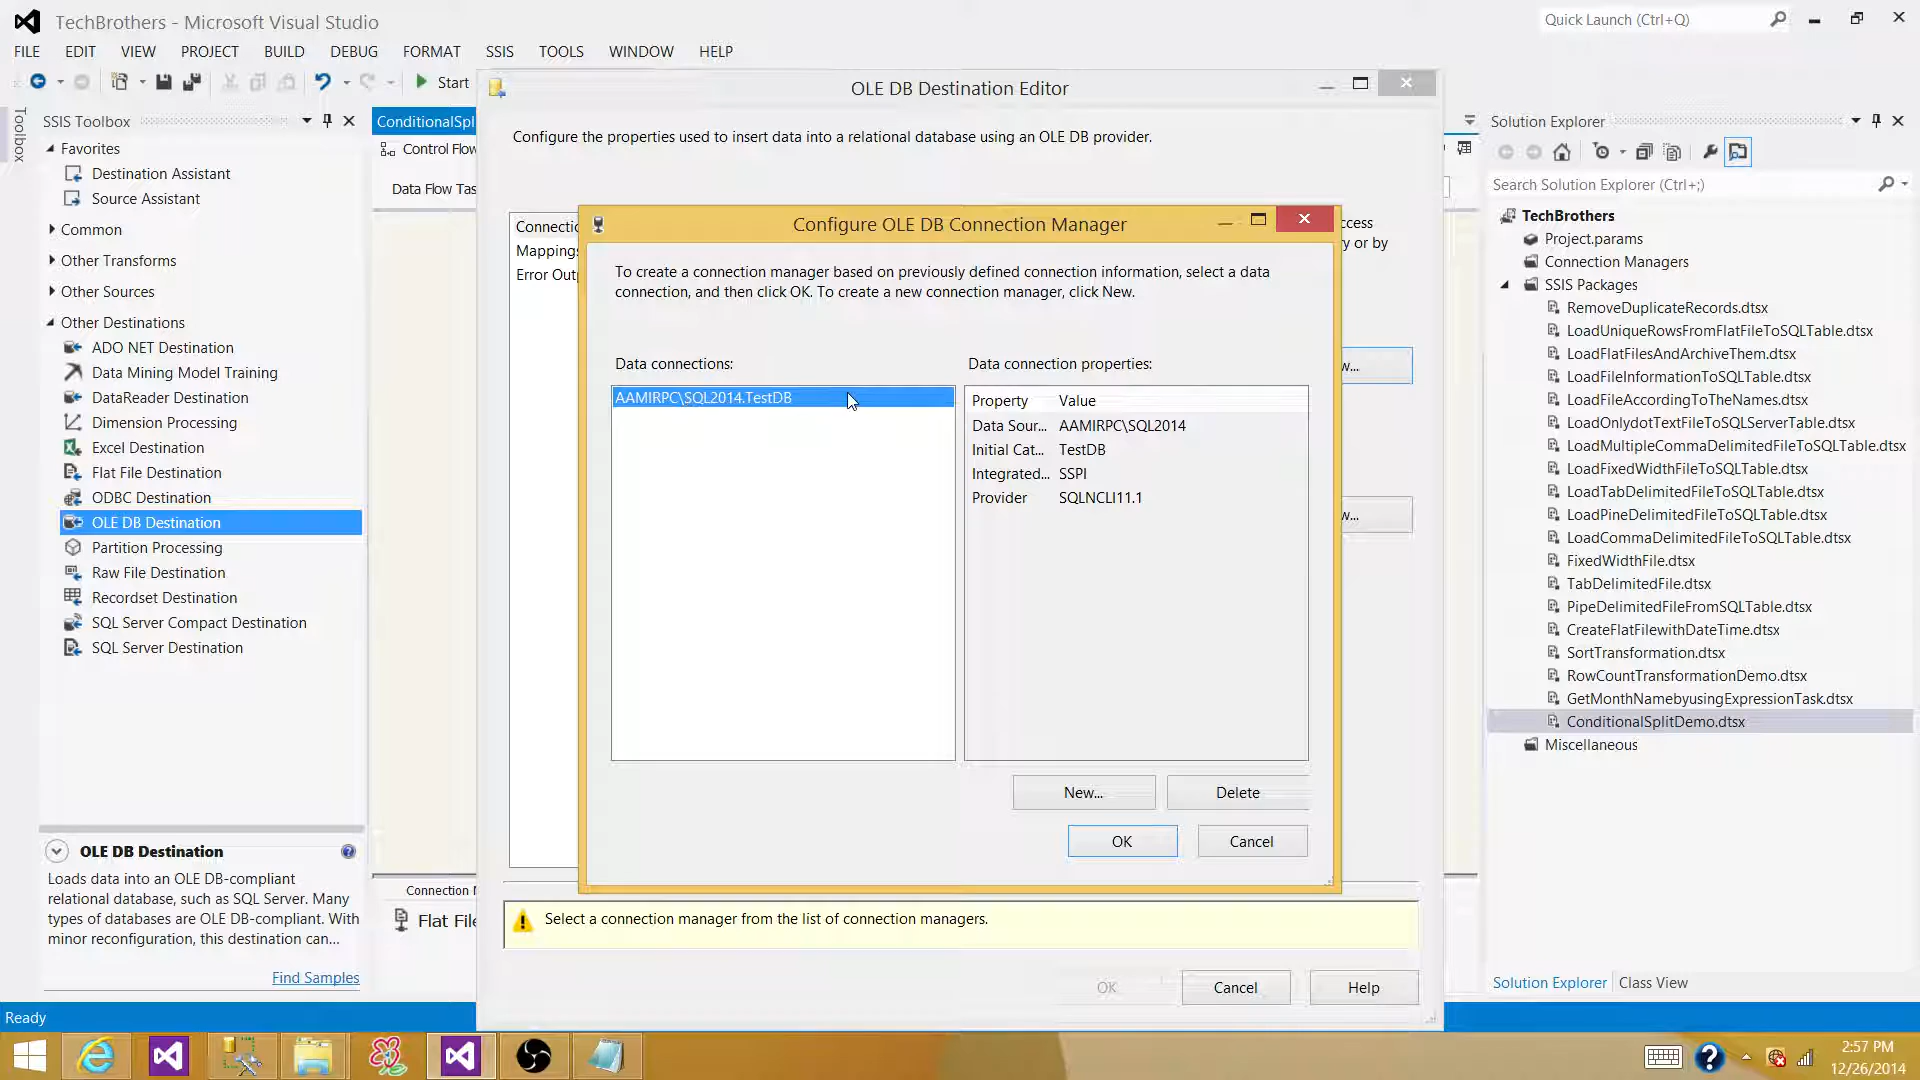 TechBrothers - Microsoft Visual Studio
Quick Launch (Ctrl+Q)
FILE EDIT VIEW PROJECT BUILD DEBUG FORMAT SSIS TOOLS WINDOW HELP
Start
Toolbox
SSIS Toolbox
Favorites
Destination Assistant
Source Assistant
Common
Other Transforms
Other Sources
Other Destinations
ADO NET Destination
Data Mining Model Training
DataReader Destination
Dimension Processing
Excel Destination
Flat File Destination
ODBC Destination
OLE DB Destination
Partition Processing
Raw File Destination
Recordset Destination
SQL Server Compact Destination
SQL Server Destination
OLE DB Destination
Loads data into an OLE DB-compliant
relational database, such as SQL Server. Many
types of databases are OLE DB-compliant. With
minor reconfiguration, this destination can...
Find Samples
ConditionalSpl
Control Flow
Data Flow Tas
Connection
Flat File
OLE DB Destination Editor
Configure the properties used to insert data into a relational database using an OLE DB provider.
Connectio
Mappings
Error Outp
ccess
y or by
w...
w...
Configure OLE DB Connection Manager
To create a connection manager based on previously defined connection information, select a data
connection, and then click OK. To create a new connection manager, click New.
Data connections:
AAMIRPC\SQL2014.TestDB
Data connection properties:
Property Value
Data Sour... AAMIRPC\SQL2014
Initial Cat... TestDB
Integrated... SSPI
Provider SQLNCLI11.1
New... Delete
OK Cancel
Select a connection manager from the list of connection managers.
OK Cancel Help
Solution Explorer
Search Solution Explorer (Ctrl+;)
TechBrothers
Project.params
Connection Managers
SSIS Packages
RemoveDuplicateRecords.dtsx
LoadUniqueRowsFromFlatFileToSQLTable.dtsx
LoadFlatFilesAndArchiveThem.dtsx
LoadFileInformationToSQLTable.dtsx
LoadFileAccordingToTheNames.dtsx
LoadOnlydotTextFileToSQLServerTable.dtsx
LoadMultipleCommaDelimitedFileToSQLTable.dtsx
LoadFixedWidthFileToSQLTable.dtsx
LoadTabDelimitedFileToSQLTable.dtsx
LoadPineDelimitedFileToSQLTable.dtsx
LoadCommaDelimitedFileToSQLTable.dtsx
FixedWidthFile.dtsx
TabDelimitedFile.dtsx
PipeDelimitedFileFromSQLTable.dtsx
CreateFlatFilewithDateTime.dtsx
SortTransformation.dtsx
RowCountTransformationDemo.dtsx
GetMonthNamebyusingExpressionTask.dtsx
ConditionalSplitDemo.dtsx
Miscellaneous
Solution Explorer Class View
Ready
2:57 PM
12/26/2014